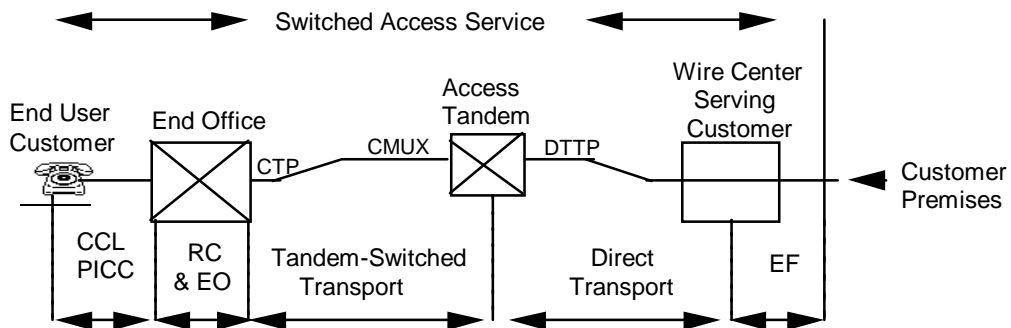 Switched Access Service
Wire Center
Serving
Customer
Access
Tandem
End User
Customer
End Office
CTP
CMUX
DTTP
Customer
Premises
CCL
PICC
RC
& EO
Tandem-Switched
Transport
Direct
Transport
EF